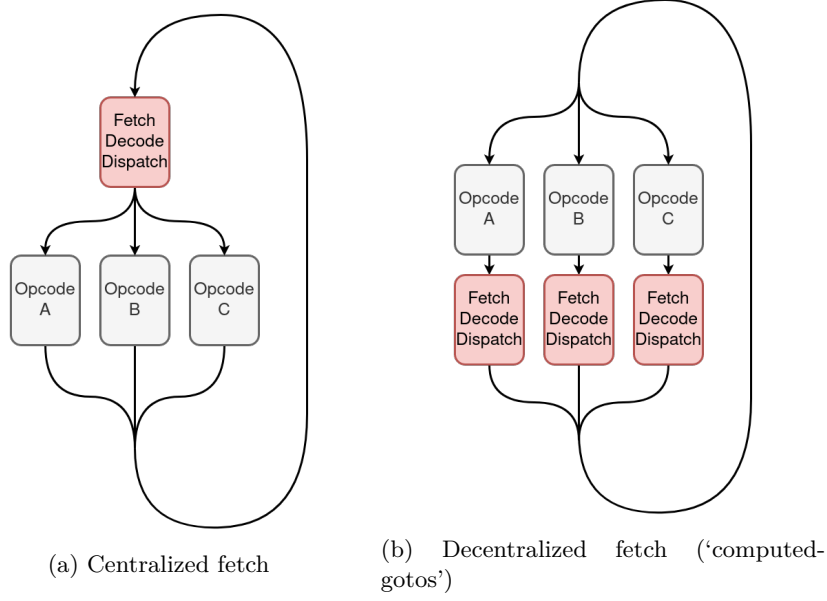 Fetch
Decode
Dispatch
Opcode
A
Opcode
B
Opcode
C
(a) Centralized fetch
Opcode
A
Opcode
B
Opcode
C
Fetch
Decode
Dispatch
Fetch
Decode
Dispatch
Fetch
Decode
Dispatch
(b) Decentralized fetch (‘computed-
gotos’)